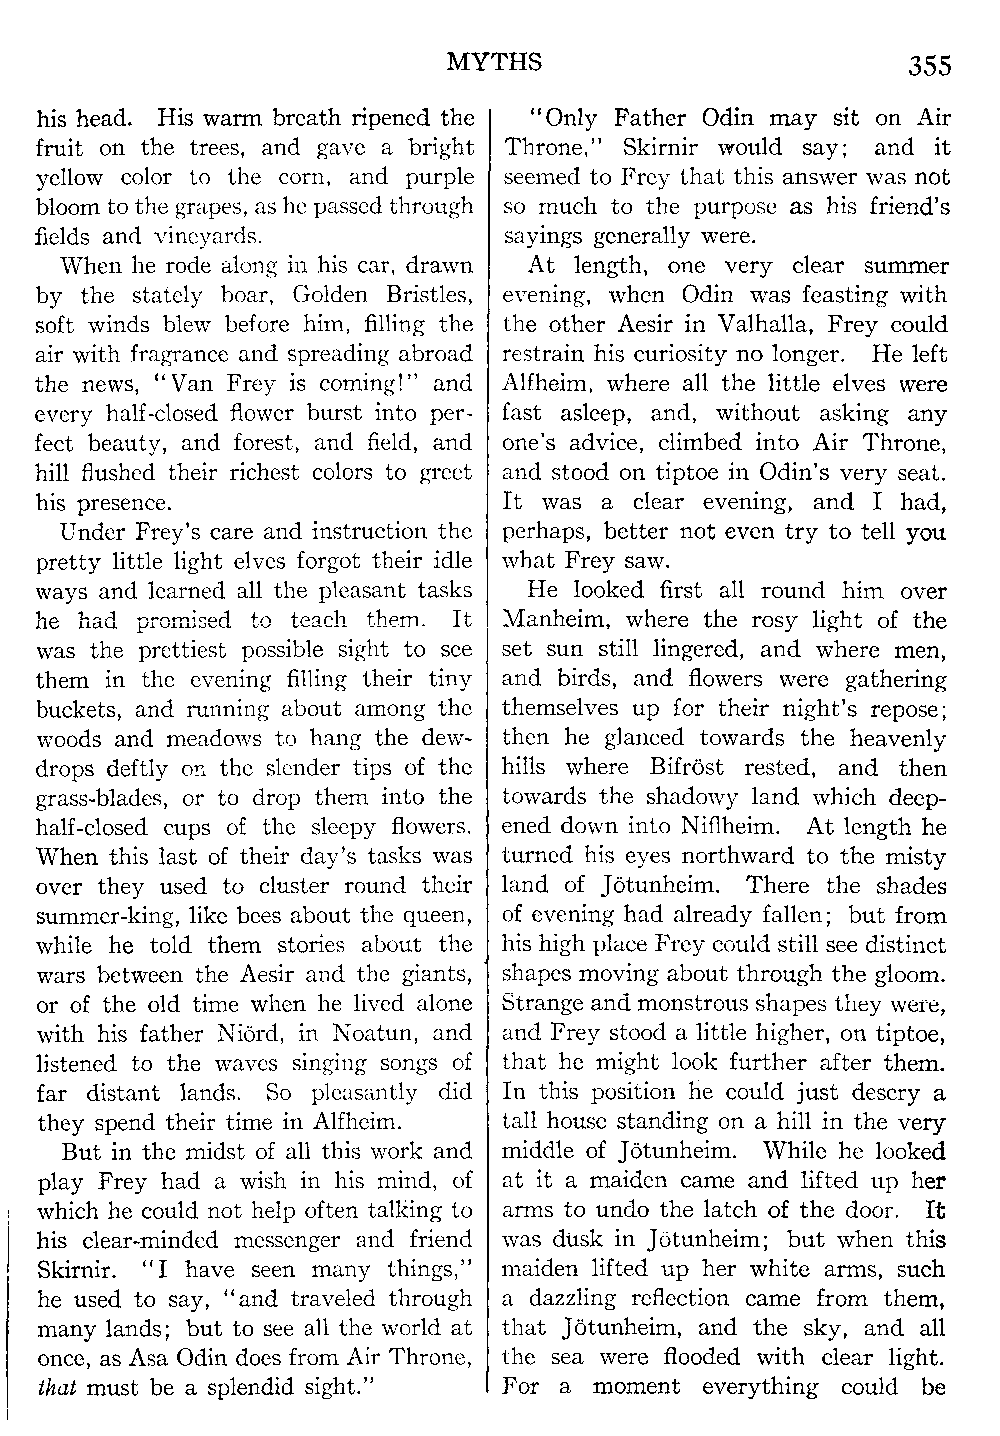 MYTHS
355
his head. His warm breath ripened the
fruit on the trees, and gave a bright
yellow color to the corn, and purple
bloom to the grapes, as he passed through
fields and vineyards.
When he rode along in his car, drawn
by the stately boar, Golden Bristles,
soft winds blew before him, filling the
air with fragrance and spreading abroad
the news, "Van Frey is coming!" and
every half-closed flower burst into per-
fect beauty, and forest, and field, and
hill flushed their richest colors to greet
his presence.
Under Frey's care and instruction the
pretty little light elves forgot their idle
ways and learned all the pleasant tasks
he had promised to teach them. It
was the prettiest possible sight to see
them in the evening filling their tiny
buckets, and running about among the
woods and meadows to hang the dew-
drops deftly on the slender tips of the
grass-blades, or to drop them into the
half-closed cups of the sleepy flowers.
When this last of their day's tasks was
over they used to cluster round their
summer-king, like bees about the queen,
while he told them stories about the
wars between the Aesir and the giants,
or of the old time when he lived alone
with his father Niörd, in Noatun, and
listened to the waves singing songs of
far distant lands. So pleasantly did
they spend their time in Alfheim.
But in the midst of all this work and
play Frey had a wish in his mind, of
which he could not help often talking to
his clear-minded messenger and friend
Skirnir. "I have seen many things,"
he used to say, "and traveled through
many lands; but to see all the world at
once, as Asa Odin does from Air Throne,
that must be a splendid sight."
"Only Father Odin may sit on Air
Throne," Skirnir would say; and it
seemed to Frey that this answer was not
so much to the purpose as his friend's
sayings generally were.
At length, one very clear summer
evening, when Odin was feasting with
the other Aesir in Valhalla, Frey could
restrain his curiosity no longer. He left
Alfheim, where all the little elves were
fast asleep, and, without asking any
one's advice, climbed into Air Throne,
and stood on tiptoe in Odin's very seat.
It was a clear evening, and I had,
perhaps, better not even try to tell you
what Frey saw.
He looked first all round him over
Manheim, where the rosy light of the
set sun still lingered, and where men,
and birds, and flowers were gathering
themselves up for their night's repose;
then he glanced towards the heavenly
hills where Bifröst rested, and then
towards the shadowy land which deep-
ened down into Niflheim. At length he
turned his eyes northward to the misty
land of Jötunheim. There the shades
of evening had already fallen; but from
his high place Frey could still see distinct
shapes moving about through the gloom.
Strange and monstrous shapes they were,
and Frey stood a little higher, on tiptoe,
that he might look further after them.
In this position he could just descry a
tall house standing on a hill in the very
middle of Jötunheim. While he looked
at it a maiden came and lifted up her
arms to undo the latch of the door. It
was dusk in Jötunheim; but when this
maiden lifted up her white arms, such
a dazzling reflection came from them,
that Jötunheim, and the sky, and all
the sea were flooded with clear light.
For a moment everything could be